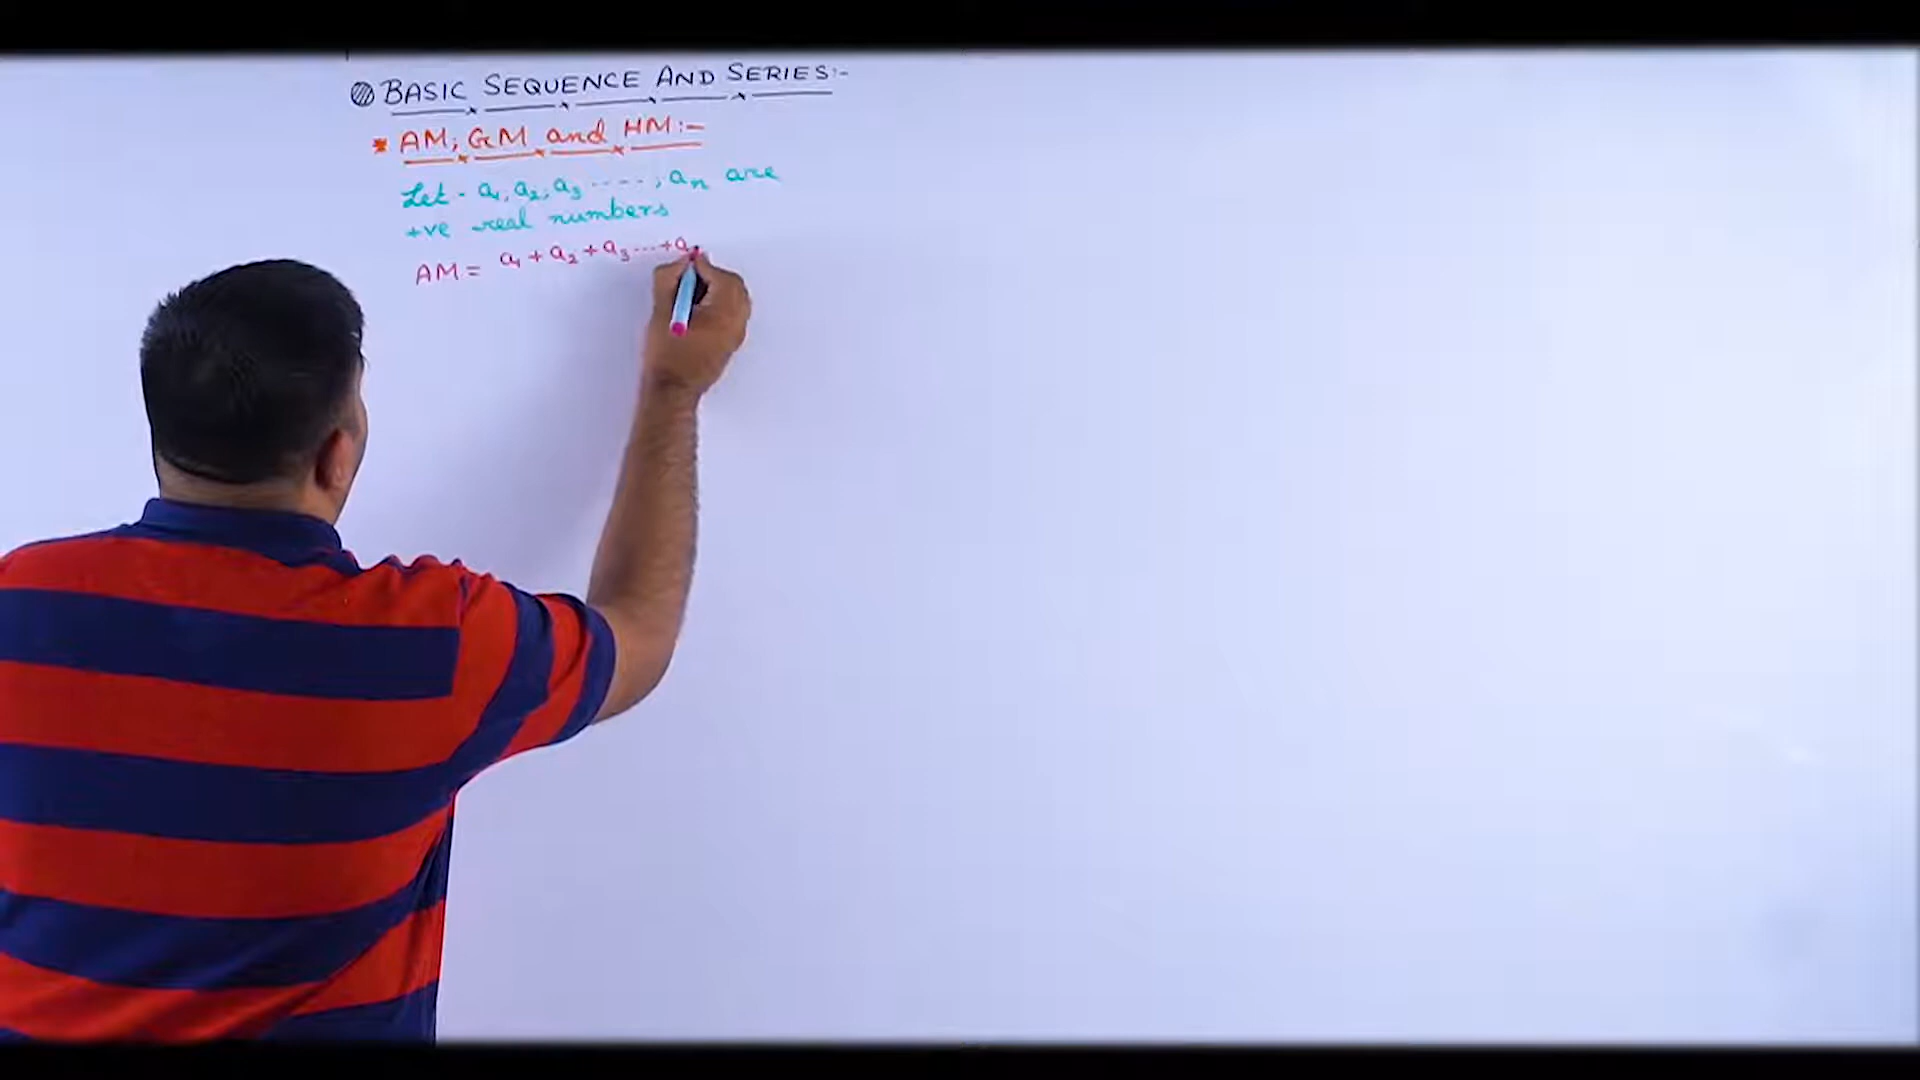 BASIC SEQUENCE AND SERIES:-
* AM; GM and HM:-
Let - a₁, a₂, a₃ ....., aₙ are
+ve real numbers
AM = a₁ + a₂ + a₃ ... + a